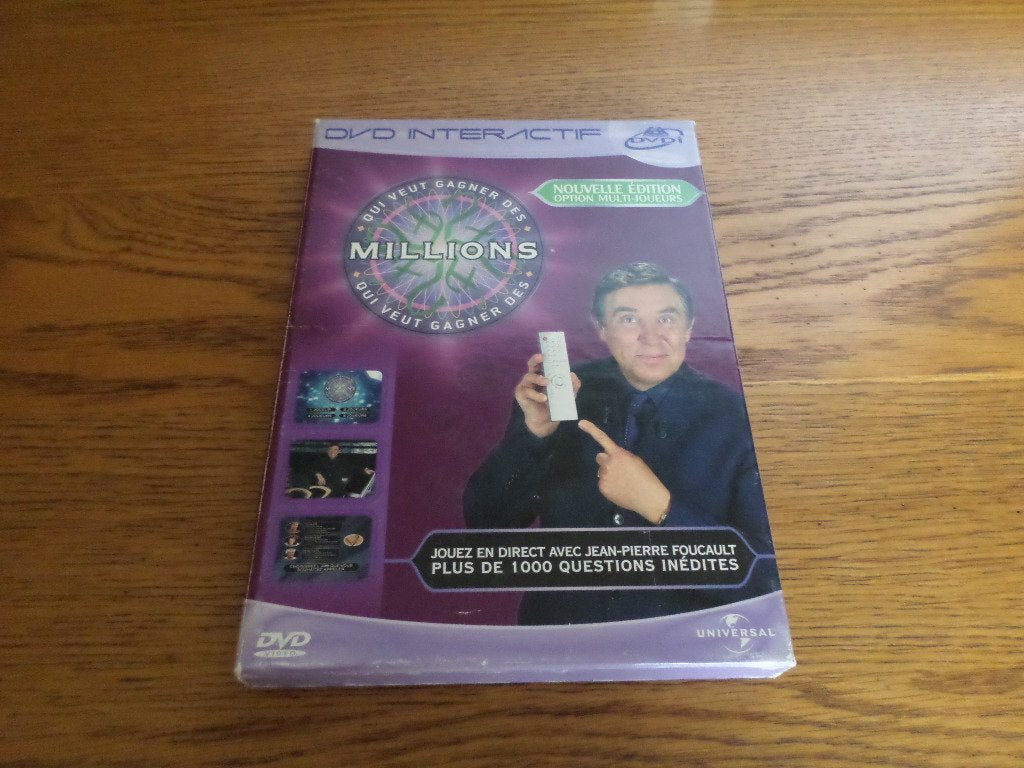 DVD INTERACTIF
DVDi
QUI VEUT GAGNER DES
MILLIONS
QUI VEUT GAGNER DES
NOUVELLE ÉDITION
OPTION MULTI-JOUEURS
JOUEZ EN DIRECT AVEC JEAN-PIERRE FOUCAULT
PLUS DE 1000 QUESTIONS INÉDITES
DVD
VIDEO
UNIVERSAL